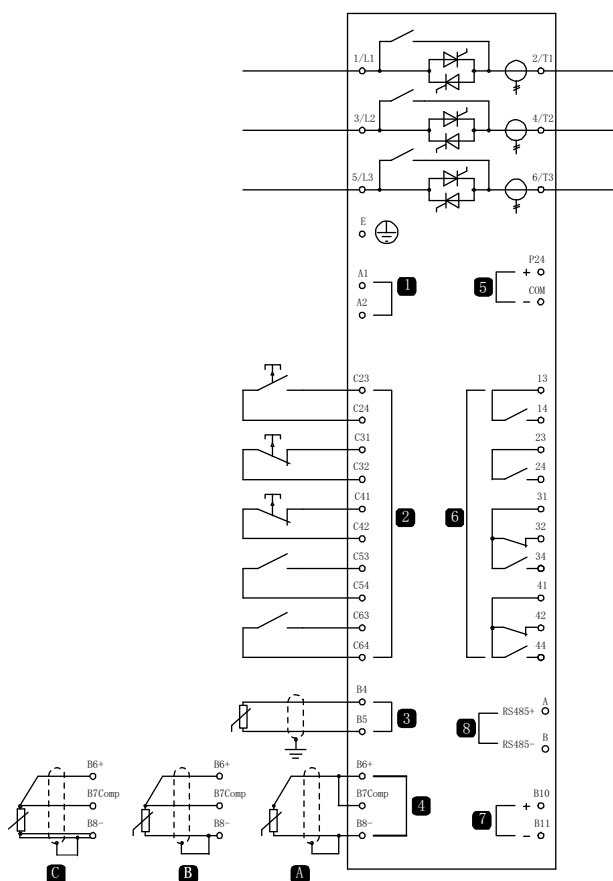 1/L1 2/T1
3/L2 4/T2
5/L3 6/T3
E
P24
A1 1 5 +
A2 COM
-
C23 13
C24 14
C31 23
C32 24
C41 31
2 6
C42 32
C53 34
C54 41
C63 42
C64 44
B4
3 A
B5 8 RS485+
RS485- B
B6+ B6+ B6+
B7Comp B7Comp B7Comp 4 7 + B10
B8- B8- B8- - B11
C B A